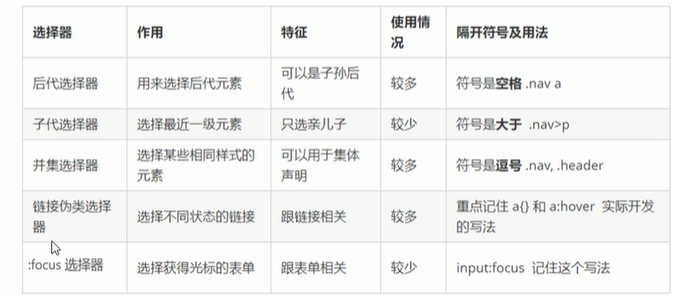 选择器 作用 特征 使用情况 隔开符号及用法
后代选择器 用来选择后代元素 可以是子孙后代 较多 符号是空格 .nav a
子代选择器 选择最近一级元素 只选亲儿子 较少 符号是大于 .nav>p
并集选择器 选择某些相同样式的元素 可以用于集体声明 较多 符号是逗号 .nav, .header
链接伪类选择器 选择不同状态的链接 跟链接相关 较多 重点记住 a{} 和 a:hover 实际开发的写法
:focus 选择器 选择获得光标的表单 跟表单相关 较少 input:focus 记住这个写法